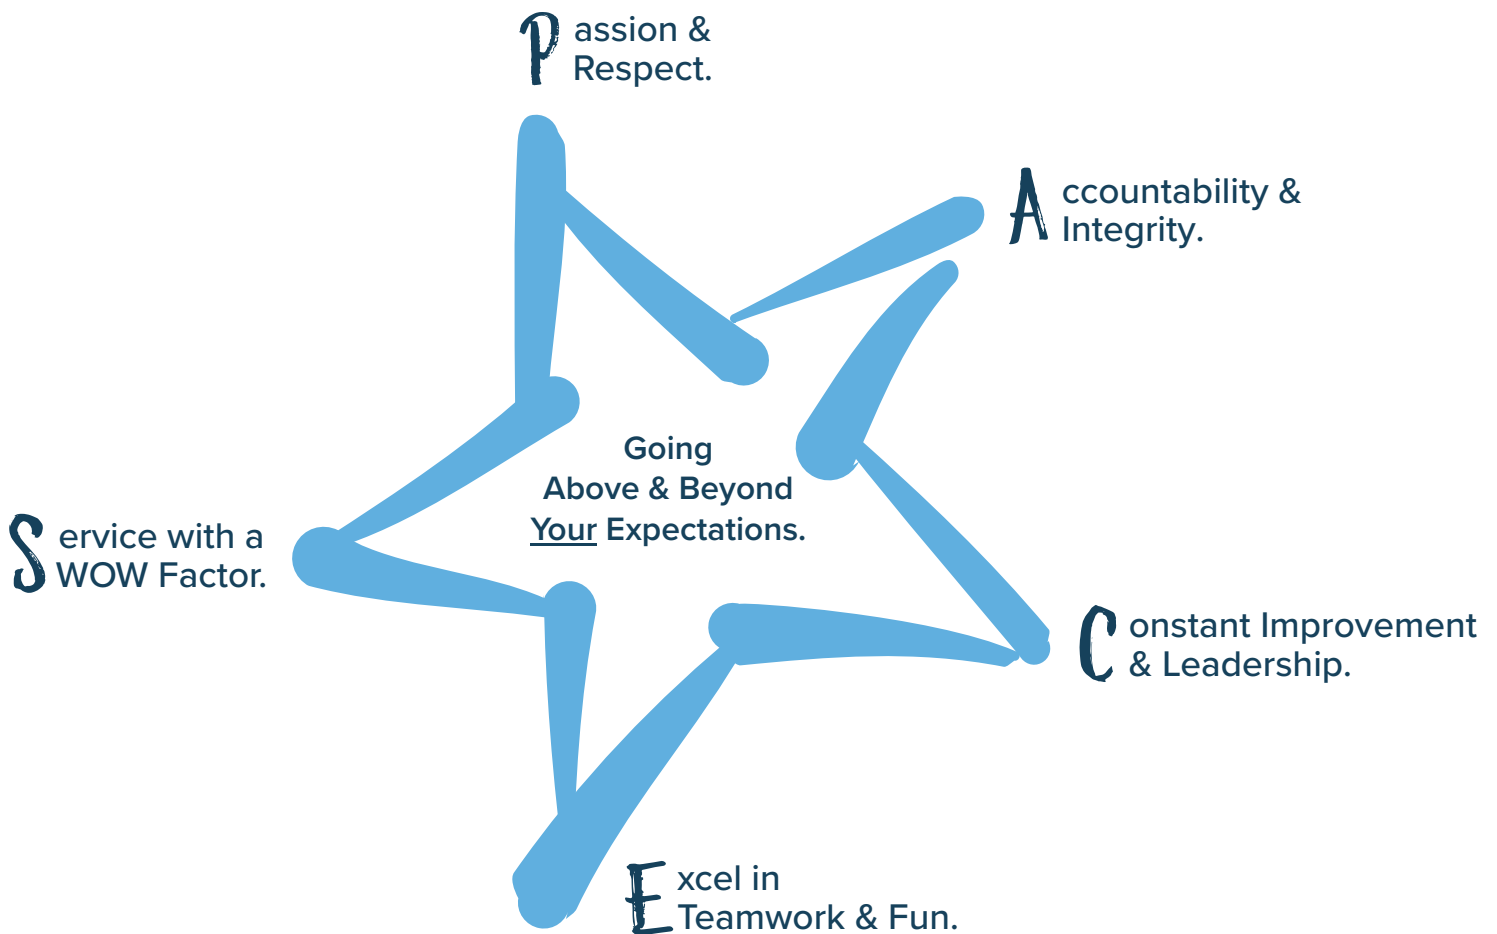 Passion &
Respect.
Accountability &
Integrity.
Going
Above & Beyond
Your Expectations.
Service with a
WOW Factor.
Constant Improvement
& Leadership.
Excel in
Teamwork & Fun.